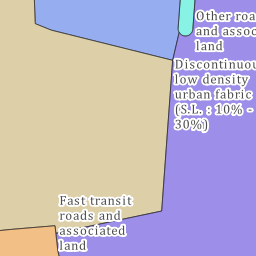 Other roa
and assoc
land
Discontinuou
low density
urban fabric
(S.L. : 10% -
30%)
Fast transit
roads and
associated
land